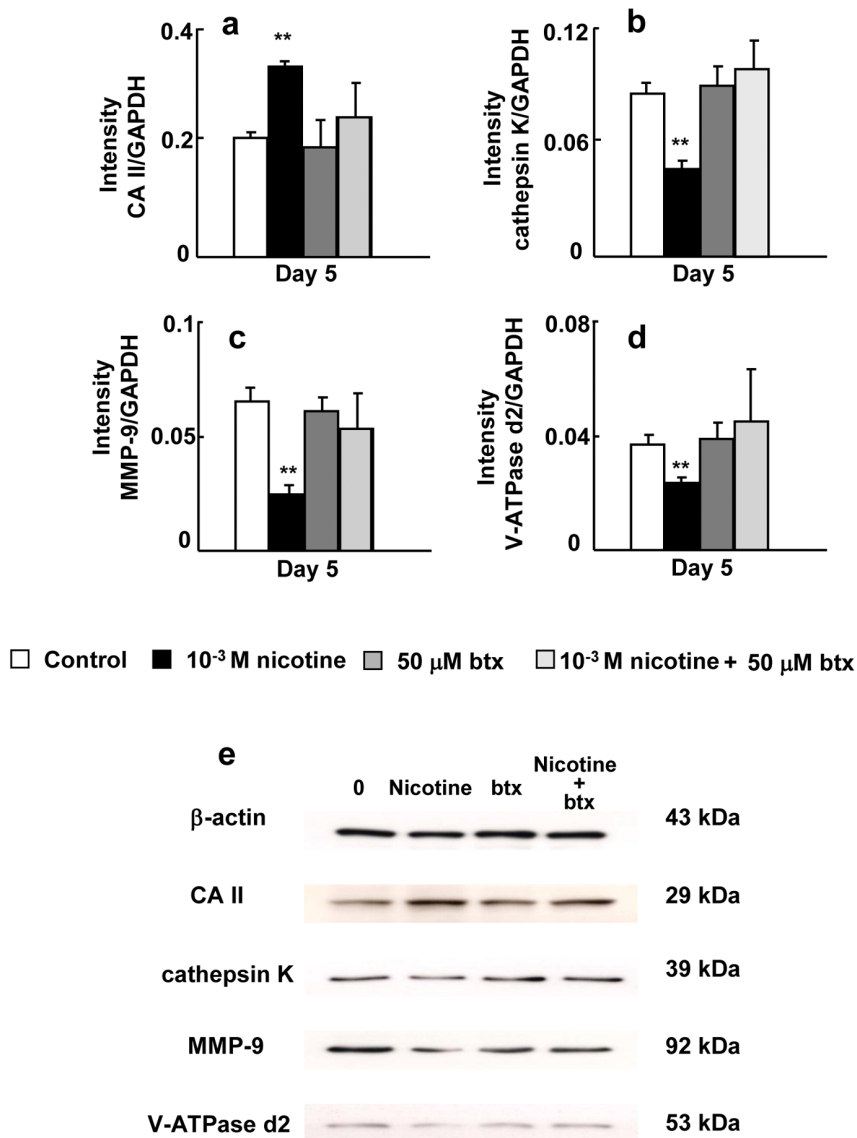 a
Intensity
CA II/GAPDH
0.4
0.2
0
**
Day 5
b
Intensity
cathepsin K/GAPDH
0.12
0.06
0
**
Day 5
c
Intensity
MMP-9/GAPDH
0.1
0.05
0
**
Day 5
d
Intensity
V-ATPase d2/GAPDH
0.08
0.04
0
**
Day 5
Control 10⁻³ M nicotine 50 μM btx 10⁻³ M nicotine + 50 μM btx
e
0 Nicotine btx Nicotine + btx
β-actin 43 kDa
CA II 29 kDa
cathepsin K 39 kDa
MMP-9 92 kDa
V-ATPase d2 53 kDa